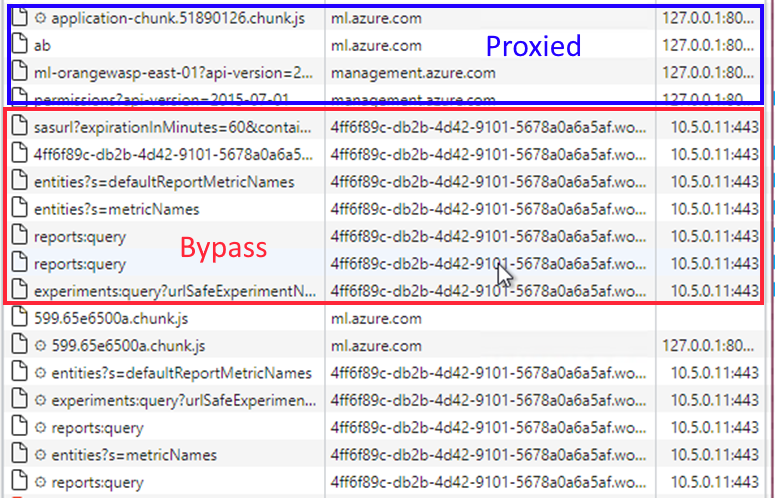 application-chunk.51890126.chunk.js ml.azure.com 127.0.0.1:80...
ab ml.azure.com Proxied 127.0.0.1:80...
ml-orangewasp-east-01?api-version=2... management.azure.com 127.0.0.1:80...
permissions?api-version=2015-07-01 management.azure.com 127.0.0.1:80...
sasurl?expirationInMinutes=60&contai... 4ff6f89c-db2b-4d42-9101-5678a0a6a5af.wo... 10.5.0.11:443
4ff6f89c-db2b-4d42-9101-5678a0a6a5... 4ff6f89c-db2b-4d42-9101-5678a0a6a5af.wo... 10.5.0.11:443
entities?s=defaultReportMetricNames 4ff6f89c-db2b-4d42-9101-5678a0a6a5af.wo... 10.5.0.11:443
entities?s=metricNames 4ff6f89c-db2b-4d42-9101-5678a0a6a5af.wo... 10.5.0.11:443
reports:query Bypass 4ff6f89c-db2b-4d42-9101-5678a0a6a5af.wo... 10.5.0.11:443
reports:query 4ff6f89c-db2b-4d42-9101-5678a0a6a5af.wo... 10.5.0.11:443
experiments:query?urlSafeExperimentN... 4ff6f89c-db2b-4d42-9101-5678a0a6a5af.wo... 10.5.0.11:443
599.65e6500a.chunk.js ml.azure.com
599.65e6500a.chunk.js ml.azure.com 127.0.0.1:80...
entities?s=defaultReportMetricNames 4ff6f89c-db2b-4d42-9101-5678a0a6a5af.wo... 10.5.0.11:443
experiments:query?urlSafeExperimen... 4ff6f89c-db2b-4d42-9101-5678a0a6a5af.wo... 10.5.0.11:443
reports:query 4ff6f89c-db2b-4d42-9101-5678a0a6a5af.wo... 10.5.0.11:443
entities?s=metricNames 4ff6f89c-db2b-4d42-9101-5678a0a6a5af.wo... 10.5.0.11:443
reports:query 4ff6f89c-db2b-4d42-9101-5678a0a6a5af.wo... 10.5.0.11:443